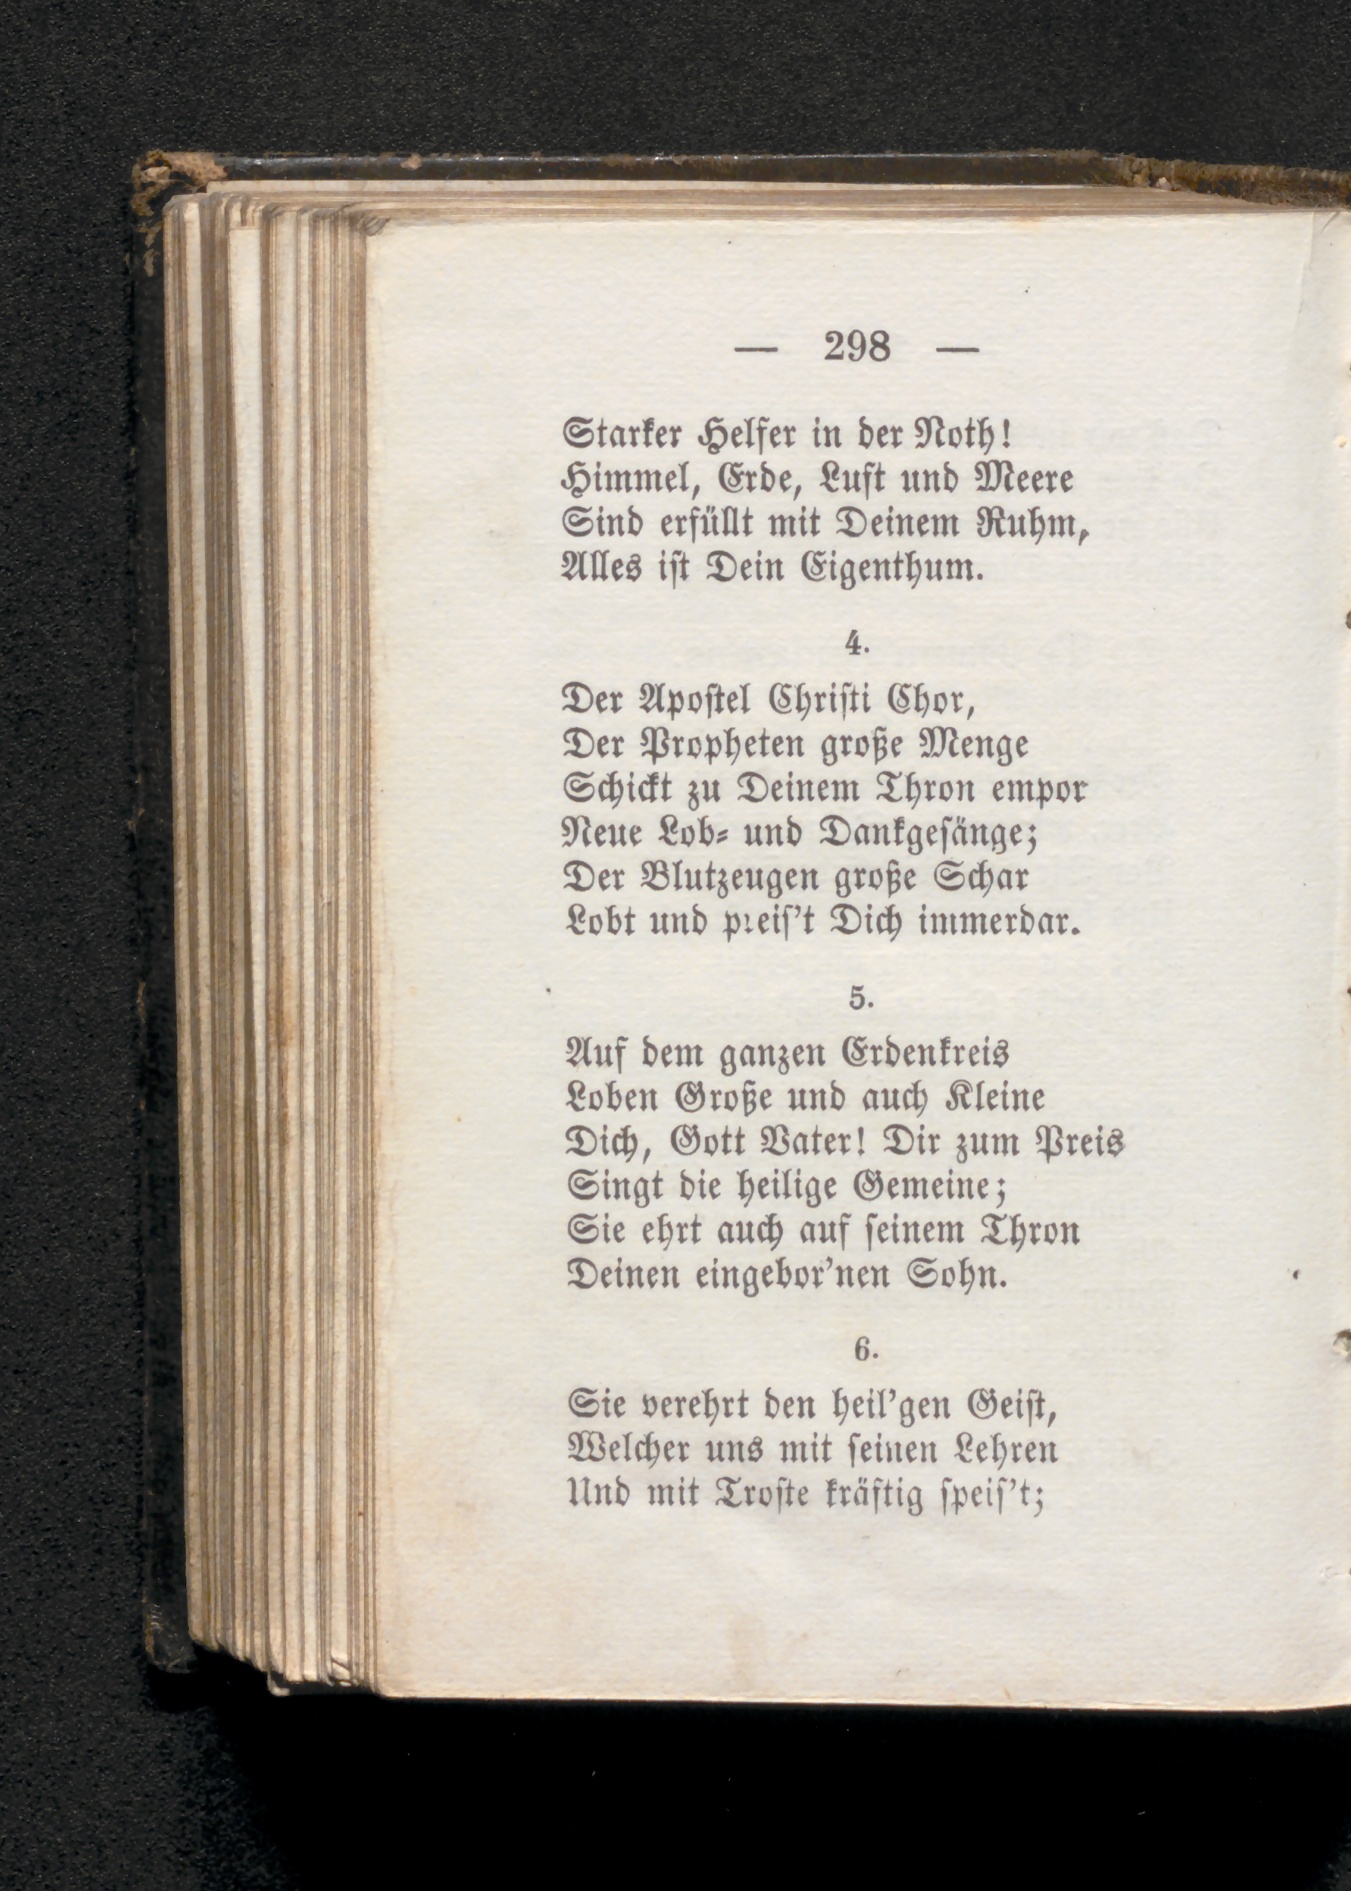 — 298 —
Starker Helfer in der Noth!
Himmel, Erde, Luft und Meere
Sind erfüllt mit Deinem Ruhm,
Alles iſt Dein Eigenthum.
4.
Der Apoſtel Chriſti Chor,
Der Propheten große Menge
Schickt zu Deinem Thron empor
Neue Lob- und Dankgeſänge;
Der Blutzeugen große Schar
Lobt und preiſ't Dich immerdar.
5.
Auf dem ganzen Erdenkreis
Loben Große und auch Kleine
Dich, Gott Vater! Dir zum Preis
Singt die heilige Gemeine;
Sie ehrt auch auf ſeinem Thron
Deinen eingebor'nen Sohn.
6.
Sie verehrt den heil'gen Geiſt,
Welcher uns mit ſeinen Lehren
Und mit Troſte kräftig ſpeiſ't;